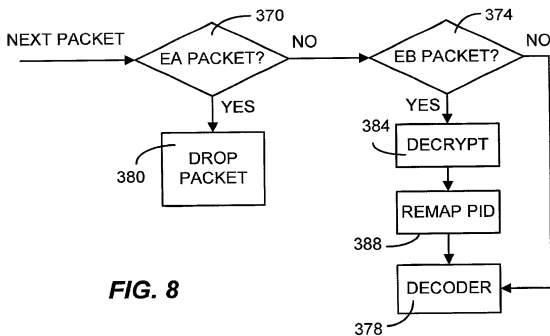 NEXT PACKET
370
EA PACKET?
NO
374
EB PACKET?
NO
YES
380
DROP
PACKET
YES
384
DECRYPT
REMAP PID
388
DECODER
378
FIG. 8